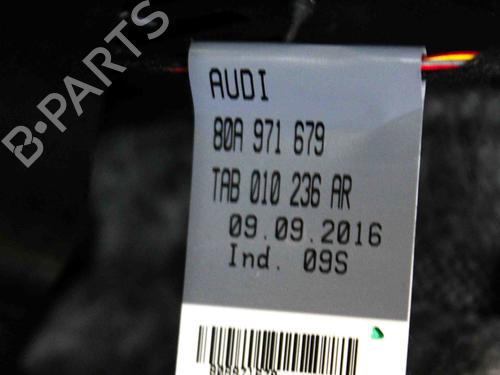 B-PARTS
AUDI
80A 971 679
TAB 010 236 AR
09.09.2016
Ind. 09S